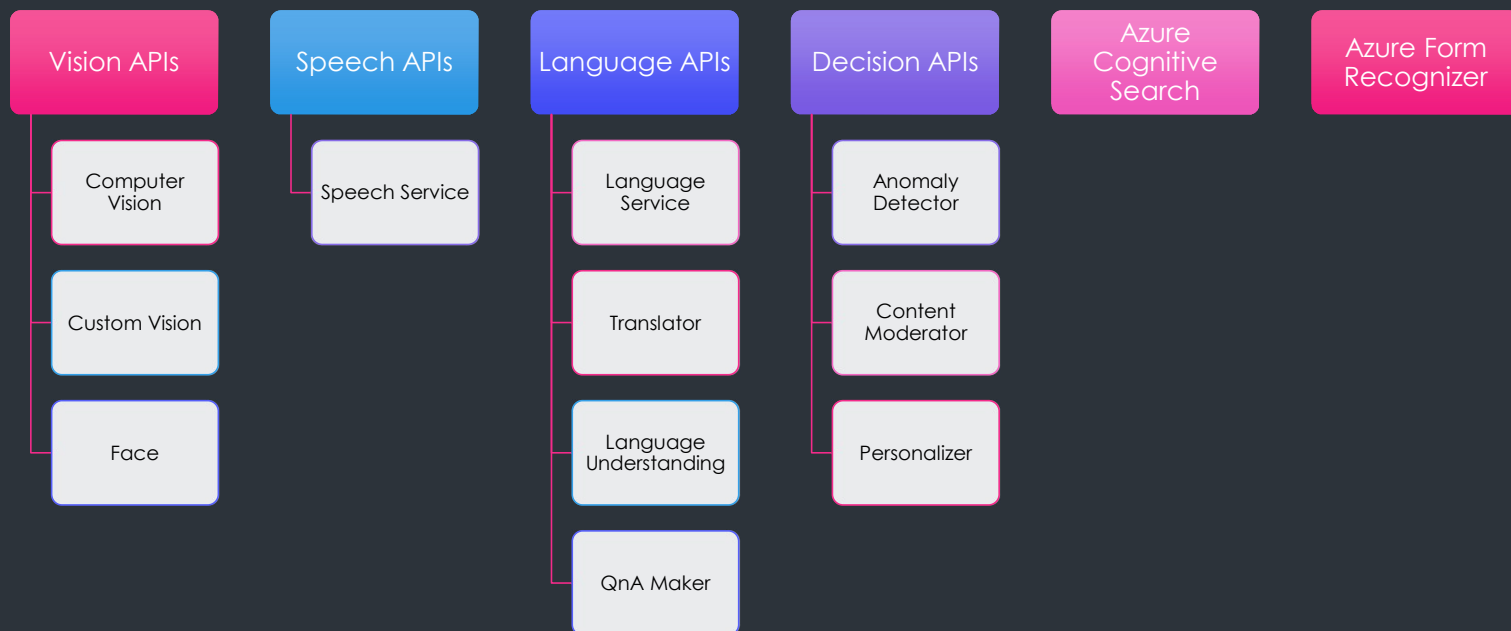 Vision APIs
Computer
Vision
Custom Vision
Face
Speech APIs
Speech Service
Language APIs
Language
Service
Translator
Language
Understanding
QnA Maker
Decision APIs
Anomaly
Detector
Content
Moderator
Personalizer
Azure
Cognitive
Search
Azure Form
Recognizer